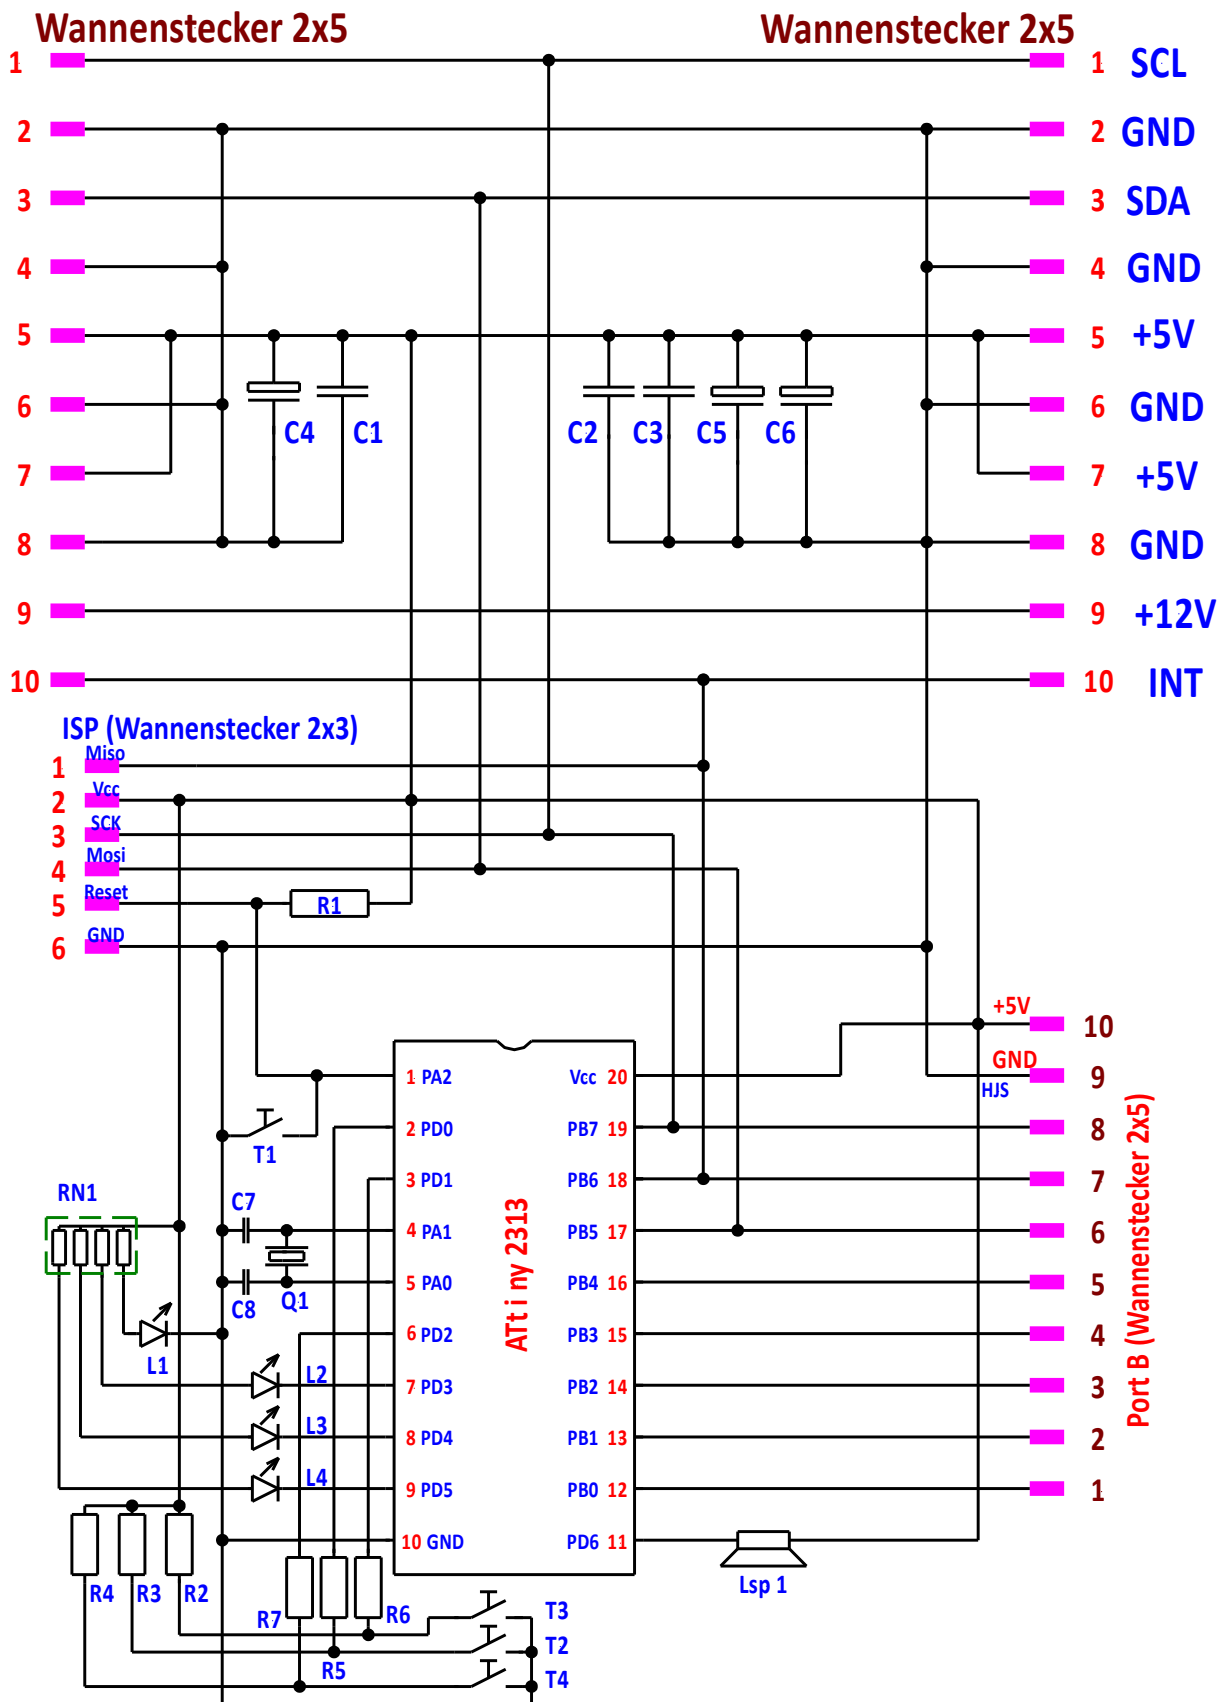 Wannenstecker 2x5 Wannenstecker 2x5
1 1 SCL
2 2 GND
3 3 SDA
4 4 GND
5 5 +5V
6 6 GND
C4 C1 C2 C3 C5 C6
7 7 +5V
8 8 GND
9 9 +12V
10 10 INT
ISP (Wannenstecker 2x3)
1 Miso
2 Vcc
3 SCK
4 Mosi
5 Reset R1
6 GND
+5V 10
GND 9
HJS
1 PA2 Vcc 20
T1
2 PD0 PB7 19 8
3 PD1 PB6 18 7
RN1 C7
4 PA1 PB5 17 6
5 PA0 PB4 16 5
C8 Q1
6 PD2 PB3 15 4
L1 L2
7 PD3 PB2 14 3
L3
8 PD4 PB1 13 2
L4
9 PD5 PB0 12 1
10 GND PD6 11
ATt i ny 2313
Port B (Wannenstecker 2x5)
Lsp 1
R4 R3 R2 R7 R6 T3
R5 T2
T4